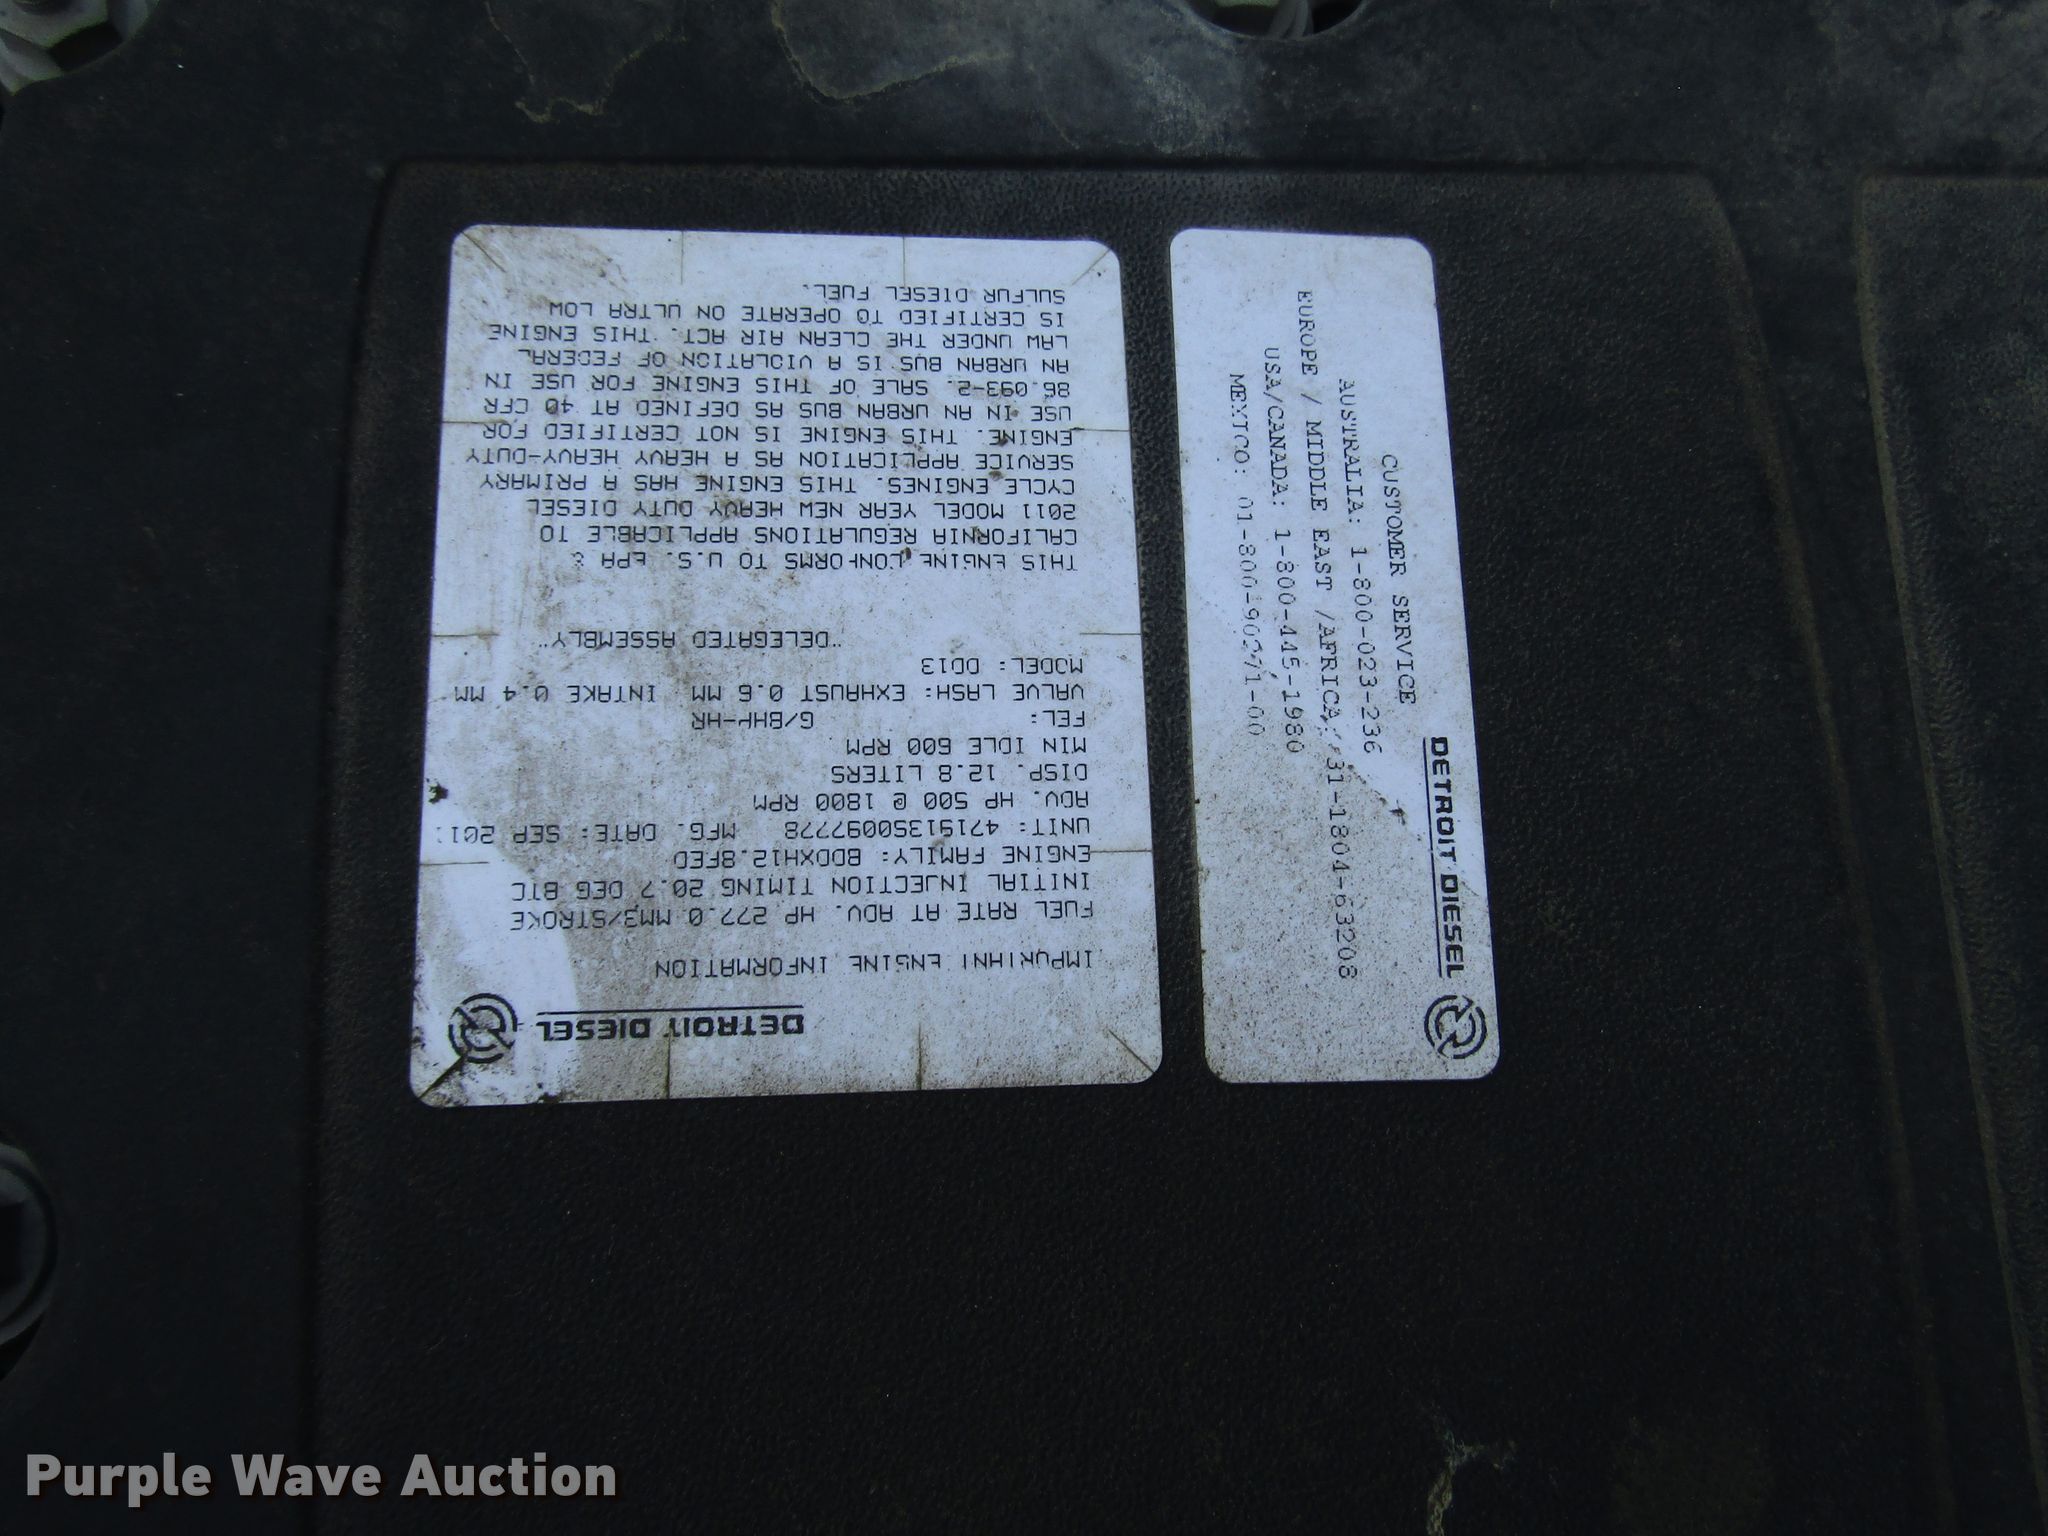 DETROIT DIESEL
IMPORTANT ENGINE INFORMATION
FUEL RATE AT ADV. HP 277.0 MM3/STROKE
INITIAL INJECTION TIMING 20.7 DEG BTC
ENGINE FAMILY: BDDXH12.8FED
UNIT: 471913S0097778 MFG. DATE: SEP 2011
ADV. HP 500 @ 1800 RPM
DISP. 12.8 LITERS
MIN IDLE 600 RPM
FEL: G/BHP-HR
VALVE LASH: EXHAUST 0.6 MM INTAKE 0.4 MM
MODEL: DD13
"DELEGATED ASSEMBLY"
THIS ENGINE CONFORMS TO U.S. EPA &
CALIFORNIA REGULATIONS APPLICABLE TO
2011 MODEL YEAR NEW HEAVY DUTY DIESEL
CYCLE ENGINES. THIS ENGINE HAS A PRIMARY
SERVICE APPLICATION AS A HEAVY HEAVY-DUTY
ENGINE. THIS ENGINE IS NOT CERTIFIED FOR
USE IN AN URBAN BUS AS DEFINED AT 40 CFR
86.093-2. SALE OF THIS ENGINE FOR USE IN
AN URBAN BUS IS A VIOLATION OF FEDERAL
LAW UNDER THE CLEAN AIR ACT. THIS ENGINE
IS CERTIFIED TO OPERATE ON ULTRA LOW
SULFUR DIESEL FUEL.
DETROIT DIESEL
CUSTOMER SERVICE
AUSTRALIA: 1-800-023-236
EUROPE / MIDDLE EAST /AFRICA: 31-1804-63208
USA/CANADA: 1-800-445-1980
MEXICO: 01-800-90271-00
Purple Wave Auction